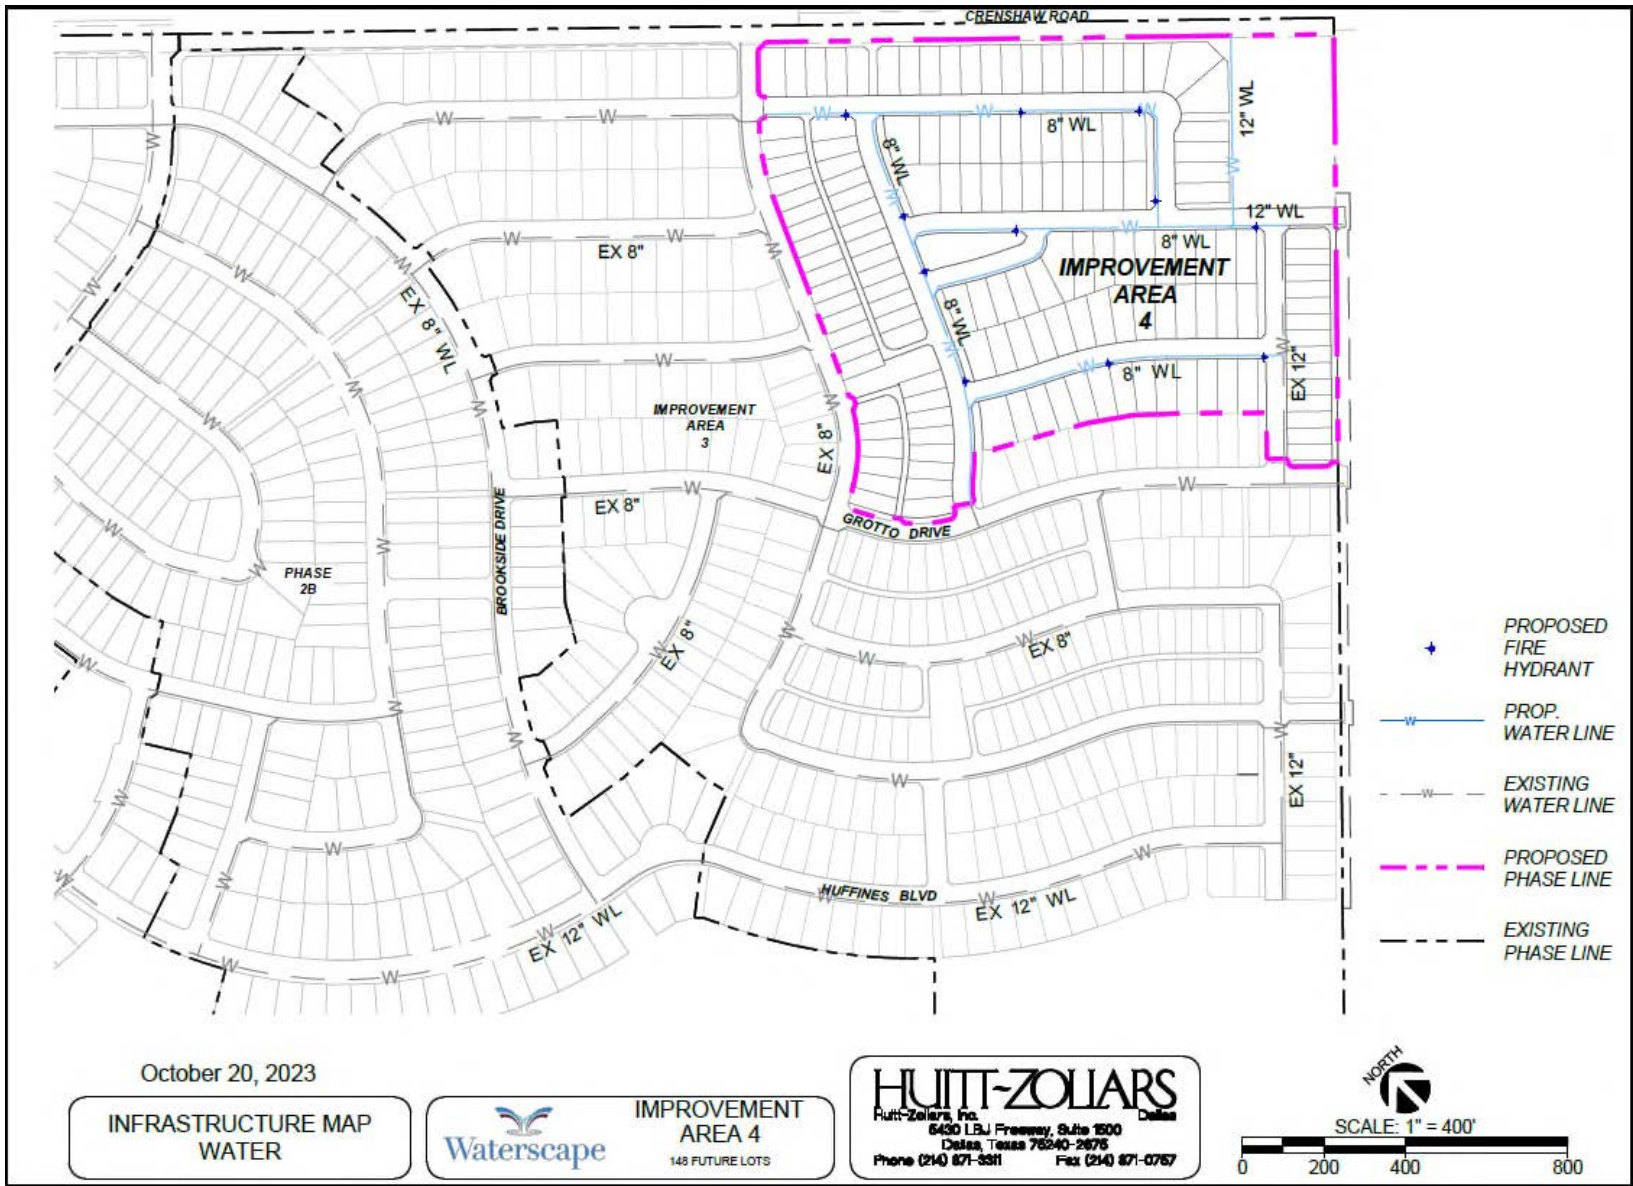 CRENSHAW ROAD
W
W
W
W
W
W
W
8" WL
12" WL
8" WL
W
W
W
12" WL
W
W
EX 8"
W
W
8" WL
IMPROVEMENT
AREA
4
W
W
W
EX 8" WL
8" WL
W
W
W
8" WL
W
EX 12"
W
W
W
W
IMPROVEMENT
AREA
3
EX 8"
W
W
EX 8"
W
GROTTO DRIVE
BROOKSIDE DRIVE
W
W
W
PHASE
2B
W
W
EX 8"
W
W
EX 8"
W
W
W
W
W
EX 12"
W
W
W
W
W
W
HUFFINES BLVD
W
W
EX 12" WL
W
EX 12" WL
W
W
PROPOSED
FIRE
HYDRANT
W
PROP.
WATER LINE
W
EXISTING
WATER LINE
PROPOSED
PHASE LINE
EXISTING
PHASE LINE
October 20, 2023
INFRASTRUCTURE MAP
WATER
Waterscape
IMPROVEMENT
AREA 4
148 FUTURE LOTS
HUITT-ZOLLARS
Huitt-Zollars, Inc. Dallas
5430 LBJ Freeway, Suite 1500
Dallas, Texas 75240-2675
Phone (214) 871-3311 Fax (214) 871-0757
NORTH
SCALE: 1" = 400'
0 200 400 800